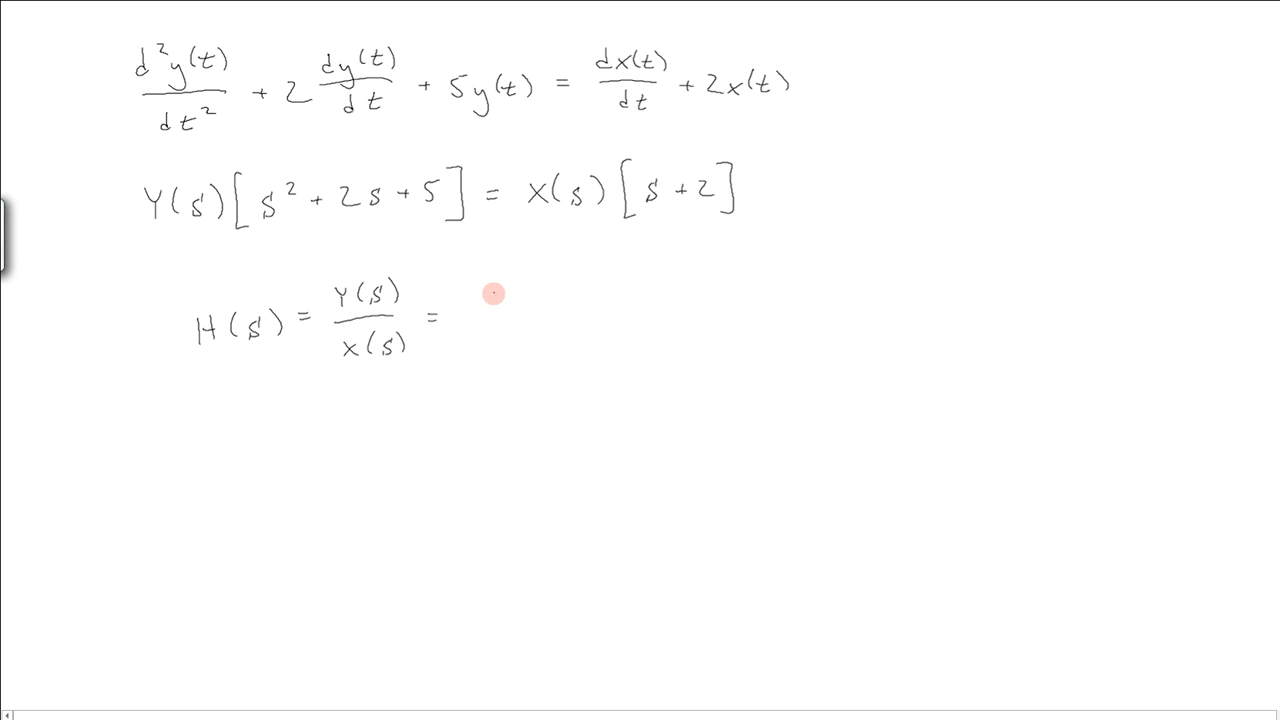 d²y(t)/dt² + 2 dy(t)/dt + 5y(t) = dx(t)/dt + 2x(t)
Y(s)[s² + 2s + 5] = X(s)[s + 2]
H(s) = Y(s)/X(s) =